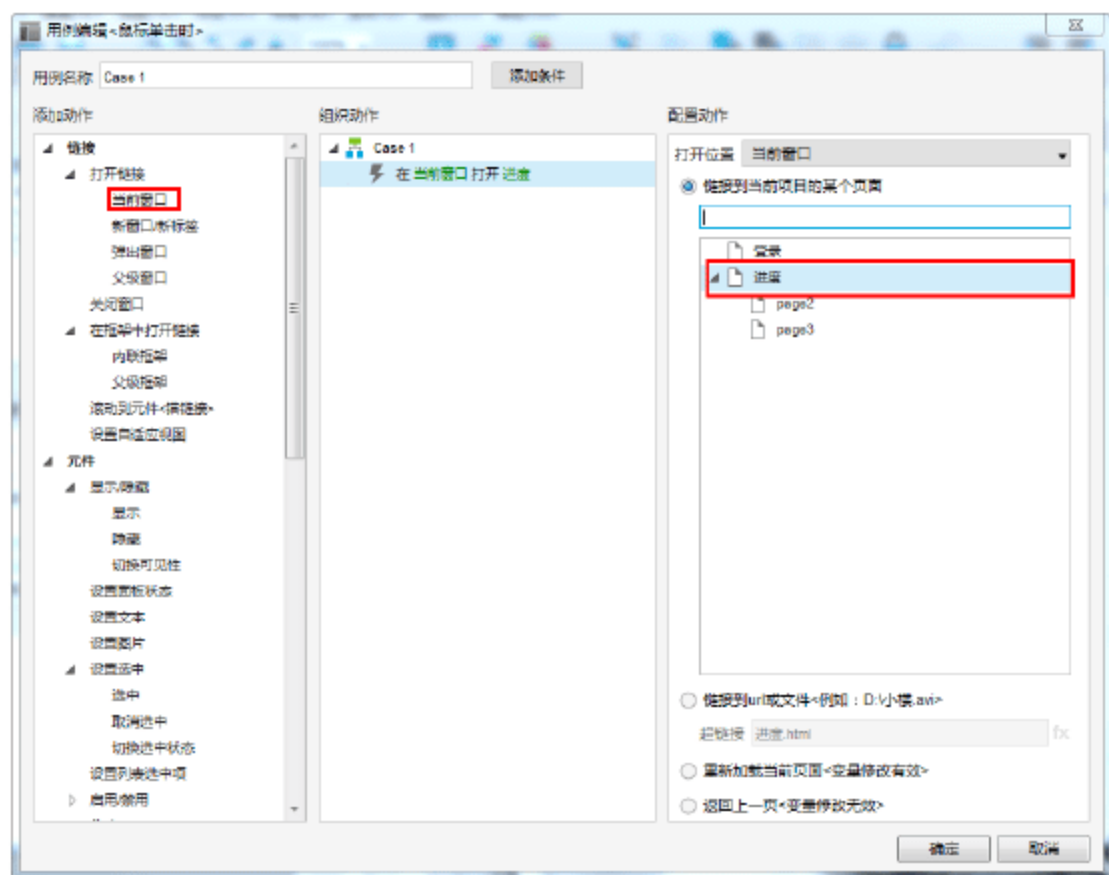 用例编辑<鼠标单击时>
用例名称 Case 1 添加条件
添加动作
链接
打开链接
当前窗口
新窗口/新标签
弹出窗口
父级窗口
关闭窗口
在框架中打开链接
内联框架
父级框架
滚动到元件<锚链接>
设置自适应视图
元件
显示/隐藏
显示
隐藏
切换可见性
设置面板状态
设置文本
设置图片
设置选中
选中
取消选中
切换选中状态
设置列表选中项
启用/禁用
组织动作
Case 1
在 当前窗口 打开 进度
配置动作
打开位置 当前窗口
链接到当前项目的某个页面
登录
进度
page2
page3
链接到url或文件<例如：D:\小楼.avi>
超链接 进度.html fx
重新加载当前页面<变量修改有效>
返回上一页<变量修改无效>
确定 取消